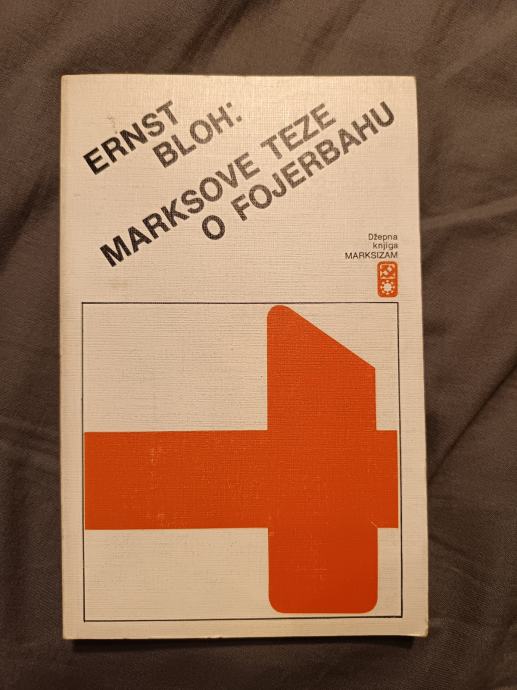 ERNST
BLOH:
MARKSOVE TEZE
O FOJERBAHU
Džepna
knjiga
MARKSIZAM